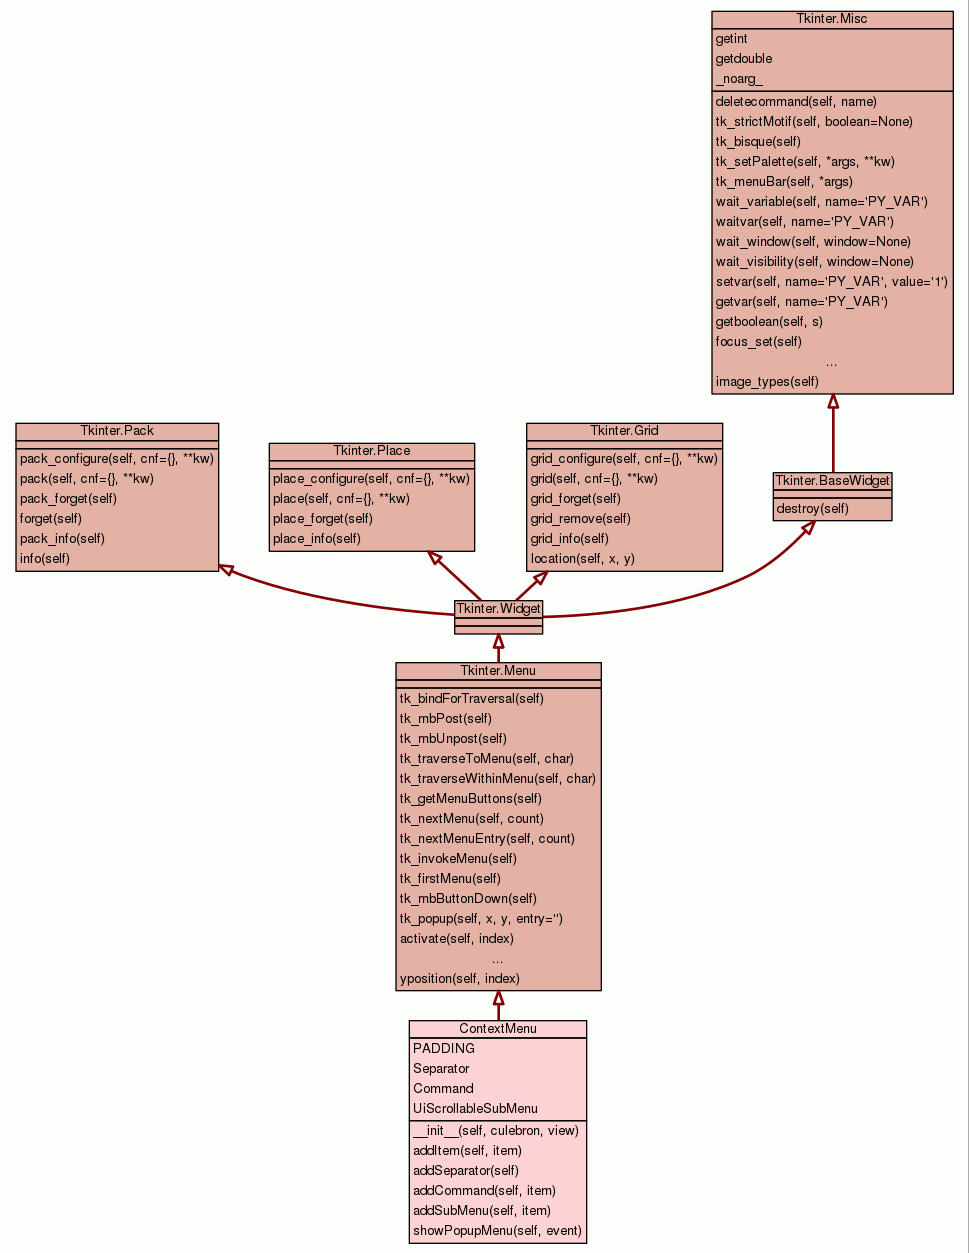 Tkinter.Misc
getint
getdouble
_noarg_
deletecommand(self, name)
tk_strictMotif(self, boolean=None)
tk_bisque(self)
tk_setPalette(self, *args, **kw)
tk_menuBar(self, *args)
wait_variable(self, name='PY_VAR')
waitvar(self, name='PY_VAR')
wait_window(self, window=None)
wait_visibility(self, window=None)
setvar(self, name='PY_VAR', value='1')
getvar(self, name='PY_VAR')
getboolean(self, s)
focus_set(self)
...
image_types(self)
Tkinter.Pack
pack_configure(self, cnf={}, **kw)
pack(self, cnf={}, **kw)
pack_forget(self)
forget(self)
pack_info(self)
info(self)
Tkinter.Place
place_configure(self, cnf={}, **kw)
place(self, cnf={}, **kw)
place_forget(self)
place_info(self)
Tkinter.Grid
grid_configure(self, cnf={}, **kw)
grid(self, cnf={}, **kw)
grid_forget(self)
grid_remove(self)
grid_info(self)
location(self, x, y)
Tkinter.BaseWidget
destroy(self)
Tkinter.Widget
Tkinter.Menu
tk_bindForTraversal(self)
tk_mbPost(self)
tk_mbUnpost(self)
tk_traverseToMenu(self, char)
tk_traverseWithinMenu(self, char)
tk_getMenuButtons(self)
tk_nextMenu(self, count)
tk_nextMenuEntry(self, count)
tk_invokeMenu(self)
tk_firstMenu(self)
tk_mbButtonDown(self)
tk_popup(self, x, y, entry='')
activate(self, index)
...
yposition(self, index)
ContextMenu
PADDING
Separator
Command
UiScrollableSubMenu
__init__(self, culebron, view)
addItem(self, item)
addSeparator(self)
addCommand(self, item)
addSubMenu(self, item)
showPopupMenu(self, event)